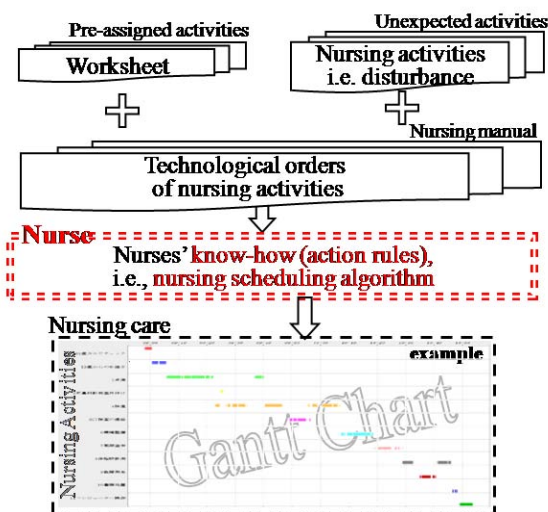 Pre-assigned activities
Unexpected activities
Worksheet
Nursing activities
i.e. disturbance
Nursing manual
Technological orders
of nursing activities
Nurse
Nurses' know-how (action rules),
i.e., nursing scheduling algorithm
Nursing care
example
Nursing Activities
Gantt Chart